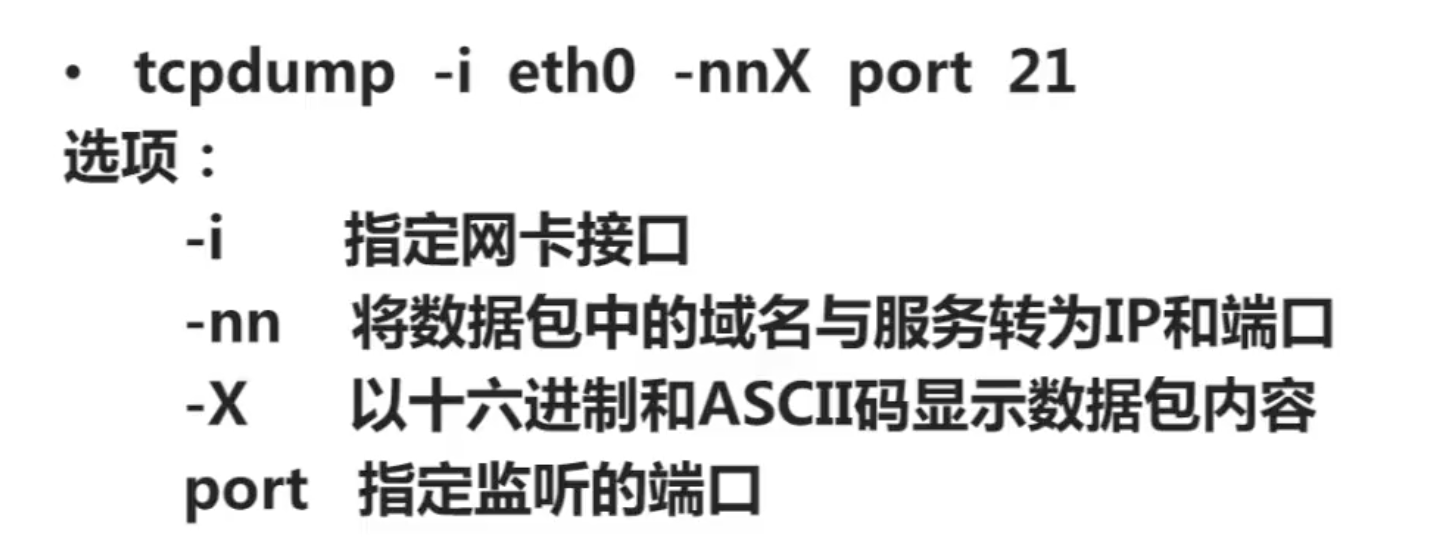 • tcpdump -i eth0 -nnX port 21
选项：
-i 指定网卡接口
-nn 将数据包中的域名与服务转为IP和端口
-X 以十六进制和ASCII码显示数据包内容
port 指定监听的端口